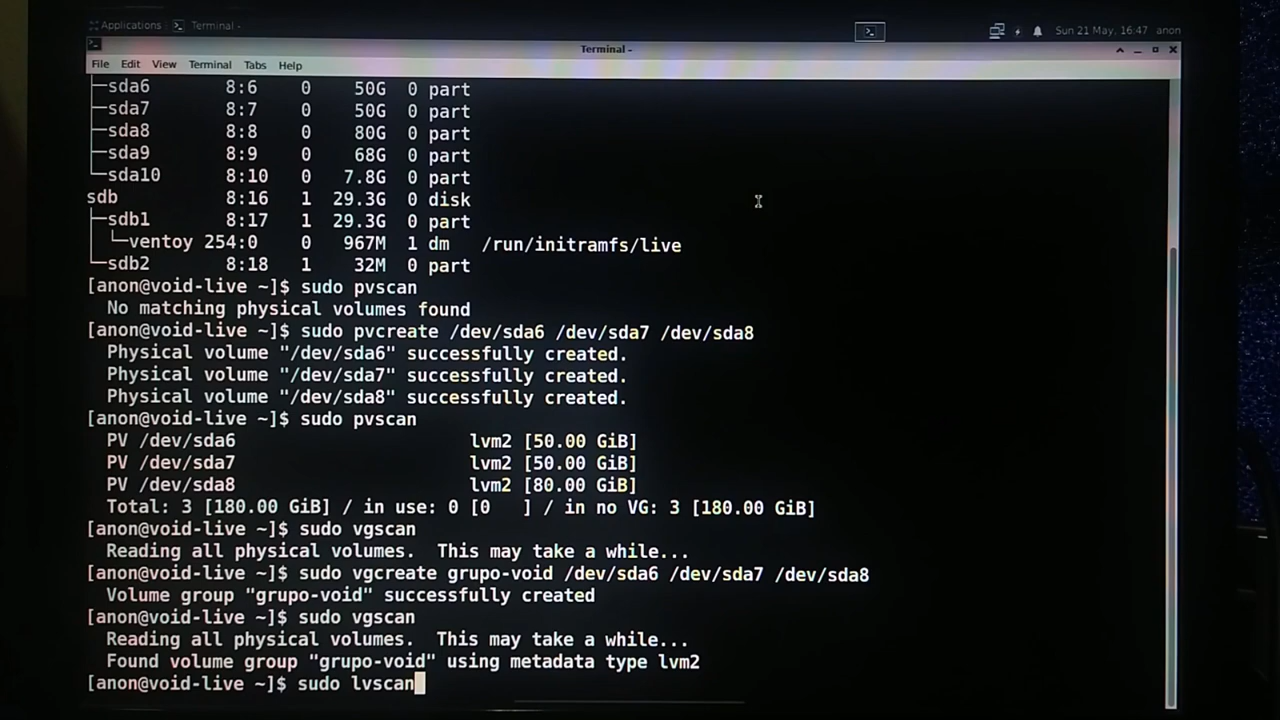 Applications Terminal -
Sun 21 May, 16:47 anon
Terminal -
File Edit View Terminal Tabs Help
├─sda6 8:6 0 50G 0 part
├─sda7 8:7 0 50G 0 part
├─sda8 8:8 0 80G 0 part
├─sda9 8:9 0 68G 0 part
└─sda10 8:10 0 7.8G 0 part
sdb 8:16 1 29.3G 0 disk
├─sdb1 8:17 1 29.3G 0 part
│ └─ventoy 254:0 0 967M 1 dm /run/initramfs/live
└─sdb2 8:18 1 32M 0 part
[anon@void-live ~]$ sudo pvscan
No matching physical volumes found
[anon@void-live ~]$ sudo pvcreate /dev/sda6 /dev/sda7 /dev/sda8
Physical volume "/dev/sda6" successfully created.
Physical volume "/dev/sda7" successfully created.
Physical volume "/dev/sda8" successfully created.
[anon@void-live ~]$ sudo pvscan
PV /dev/sda6 lvm2 [50.00 GiB]
PV /dev/sda7 lvm2 [50.00 GiB]
PV /dev/sda8 lvm2 [80.00 GiB]
Total: 3 [180.00 GiB] / in use: 0 [0 ] / in no VG: 3 [180.00 GiB]
[anon@void-live ~]$ sudo vgscan
Reading all physical volumes. This may take a while...
[anon@void-live ~]$ sudo vgcreate grupo-void /dev/sda6 /dev/sda7 /dev/sda8
Volume group "grupo-void" successfully created
[anon@void-live ~]$ sudo vgscan
Reading all physical volumes. This may take a while...
Found volume group "grupo-void" using metadata type lvm2
[anon@void-live ~]$ sudo lvscan